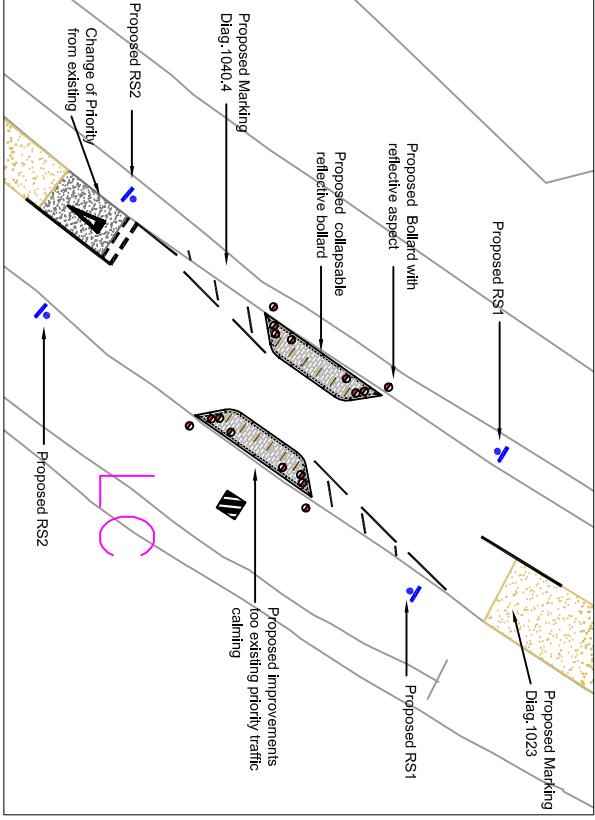 Proposed RS2
Change of Priority
from existing
Proposed Marking
Diag.1040.4
Proposed collapsable
reflective bollard
Proposed Bollard with
reflective aspect
Proposed RS1
Proposed RS2
LC
Proposed improvements
too existing priority traffic
calming
Proposed RS1
Proposed Marking
Diag.1023